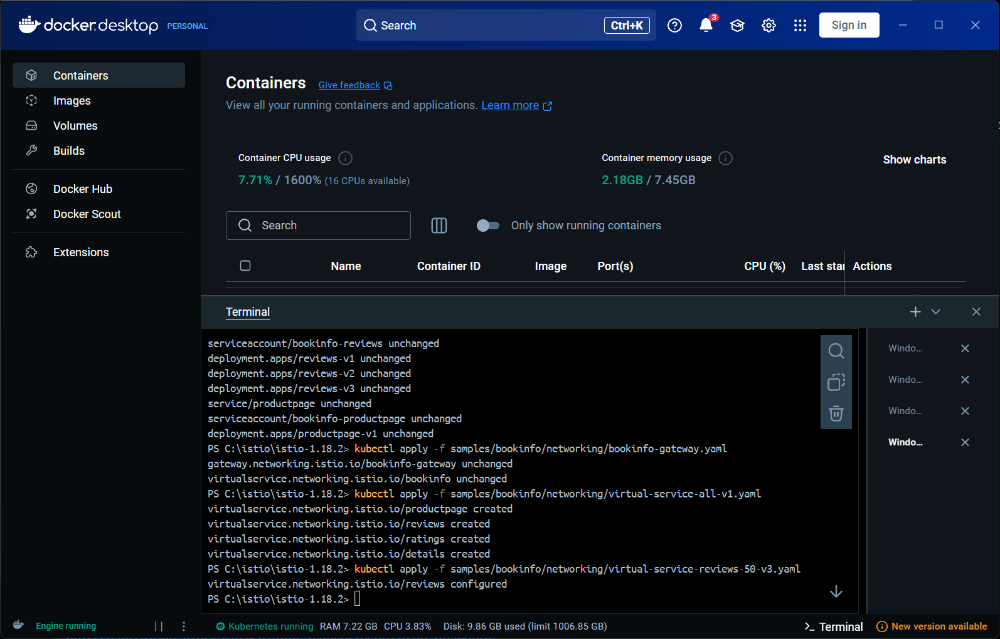 docker desktop PERSONAL
Search Ctrl+K
3
Sign in
Containers
Images
Volumes
Builds
Docker Hub
Docker Scout
Extensions
Containers Give feedback
View all your running containers and applications. Learn more
Container CPU usage
7.71% / 1600% (16 CPUs available)
Container memory usage
2.18GB / 7.45GB
Show charts
Search
Only show running containers
Name Container ID Image Port(s) CPU (%) Last star Actions
Terminal
serviceaccount/bookinfo-reviews unchanged
deployment.apps/reviews-v1 unchanged
deployment.apps/reviews-v2 unchanged
deployment.apps/reviews-v3 unchanged
service/productpage unchanged
serviceaccount/bookinfo-productpage unchanged
deployment.apps/productpage-v1 unchanged
PS C:\istio\istio-1.18.2> kubectl apply -f samples/bookinfo/networking/bookinfo-gateway.yaml
gateway.networking.istio.io/bookinfo-gateway unchanged
virtualservice.networking.istio.io/bookinfo unchanged
PS C:\istio\istio-1.18.2> kubectl apply -f samples/bookinfo/networking/virtual-service-all-v1.yaml
virtualservice.networking.istio.io/productpage created
virtualservice.networking.istio.io/reviews created
virtualservice.networking.istio.io/ratings created
virtualservice.networking.istio.io/details created
PS C:\istio\istio-1.18.2> kubectl apply -f samples/bookinfo/networking/virtual-service-reviews-50-v3.yaml
virtualservice.networking.istio.io/reviews configured
PS C:\istio\istio-1.18.2>
Windo...
Windo...
Windo...
Windo...
Engine running
Kubernetes running RAM 7.22 GB CPU 3.83% Disk: 9.86 GB used (limit 1006.85 GB)
>_ Terminal
New version available